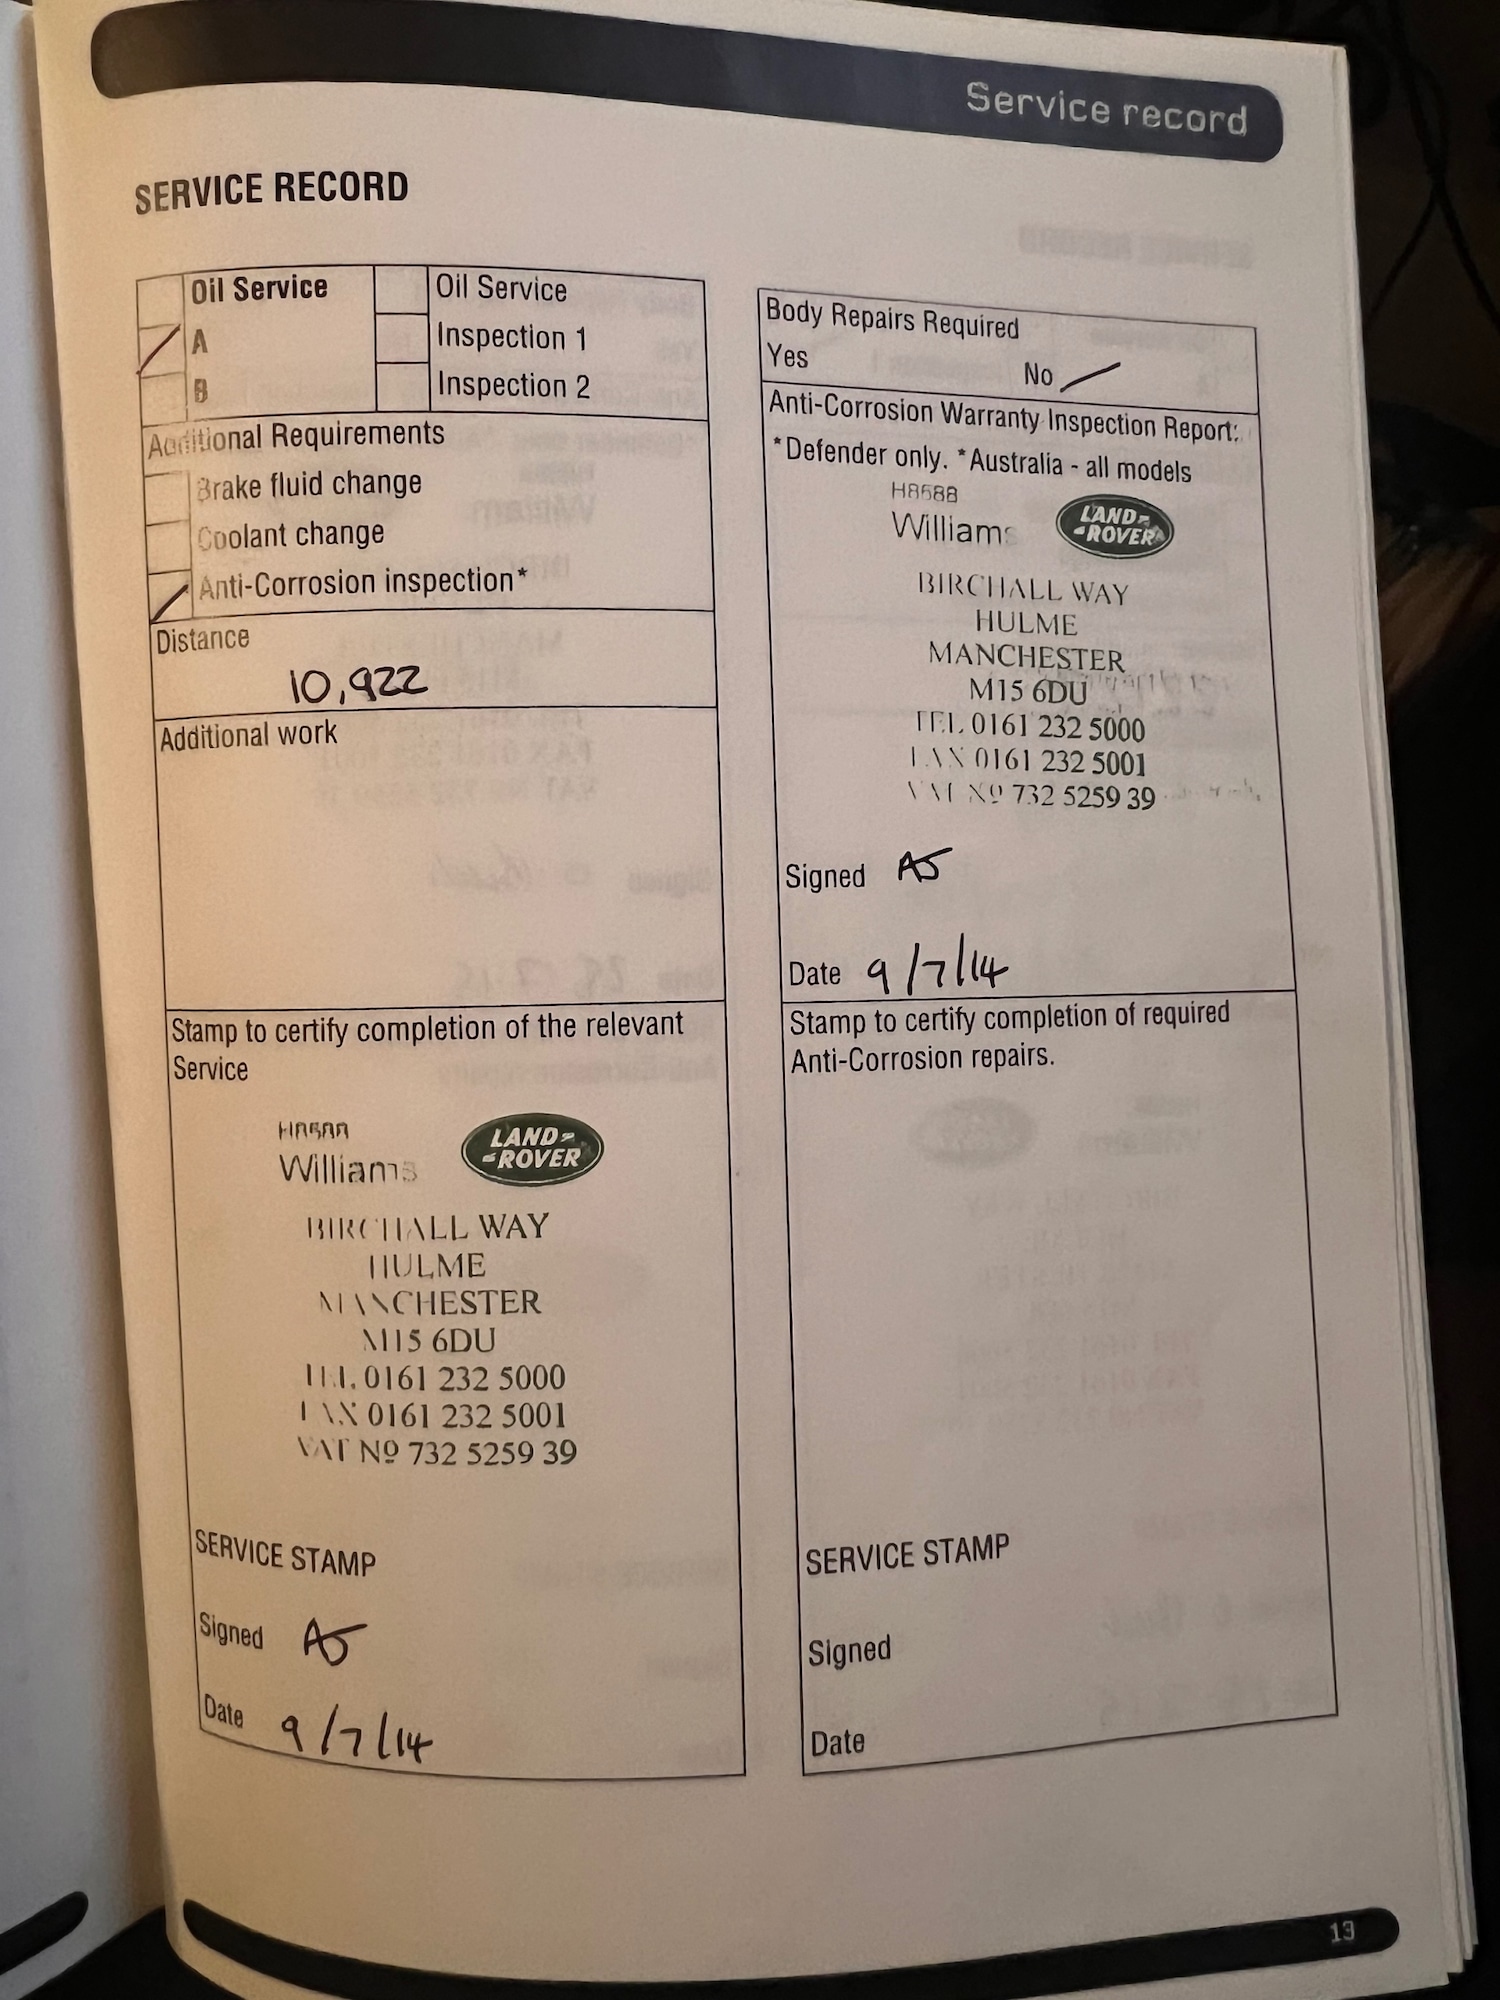 Service record
SERVICE RECORD
Oil Service
A
B
Oil Service
Inspection 1
Inspection 2
Additional Requirements
Brake fluid change
Coolant change
Anti-Corrosion inspection*
Distance
10,922
Additional work
Stamp to certify completion of the relevant
Service
Williams
LAND
ROVER
BIRCHALL WAY
HULME
MANCHESTER
M15 6DU
TEL 0161 232 5000
FAX 0161 232 5001
VAT Nº 732 5259 39
SERVICE STAMP
Signed AJ
Date 9/7/14
Body Repairs Required
Yes No
Anti-Corrosion Warranty Inspection Report:
*Defender only. *Australia - all models
Williams
LAND
ROVER
BIRCHALL WAY
HULME
MANCHESTER
M15 6DU
TEL 0161 232 5000
FAX 0161 232 5001
VAT Nº 732 5259 39
Signed AJ
Date 9/7/14
Stamp to certify completion of required
Anti-Corrosion repairs.
SERVICE STAMP
Signed
Date
13